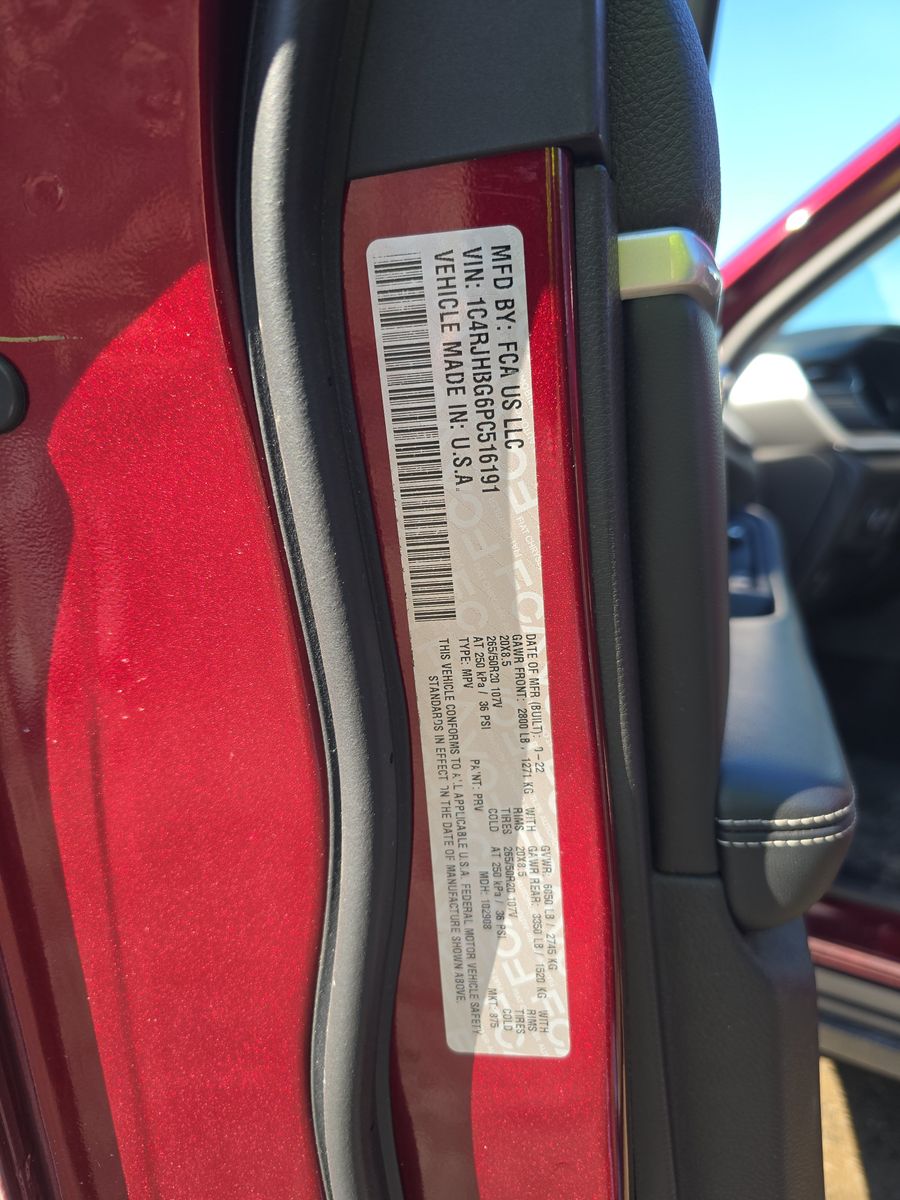 MFD BY: FCA US LLC
VIN: 1C4RJHBG6PC516191
VEHICLE MADE IN: U.S.A.
DATE OF MFR (BUILT): -22 GVWR: 6050 LB / 2745 KG
GAWR FRONT: 2800 LB, 1271 KG WITH GAWR REAR: 3350 LB / 1520 KG WITH
20X8.5 RIMS 20X8.5 RIMS
265/50R20 107V TIRES 265/50R20 107V TIRES
AT 250 kPa / 36 PSI COLD AT 250 kPa / 36 PSI COLD
TYPE: MPV PAINT: PRV MDH: 102908 MKT: 875
THIS VEHICLE CONFORMS TO ALL APPLICABLE U.S.A. FEDERAL MOTOR VEHICLE SAFETY
STANDARDS IN EFFECT ON THE DATE OF MANUFACTURE SHOWN ABOVE.